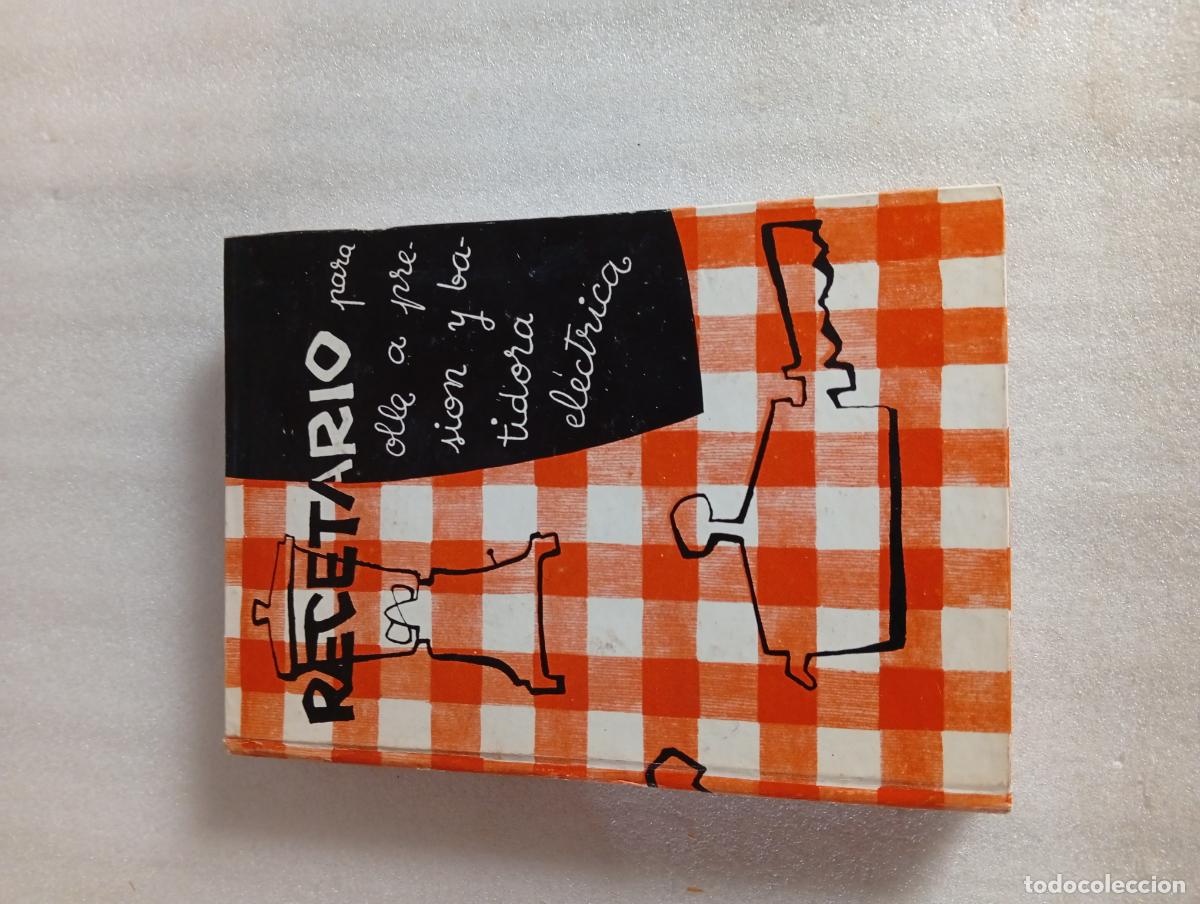 RECETARIO para
olla a pre-
sion y ba-
tidora
eléctrica
todocoleccion